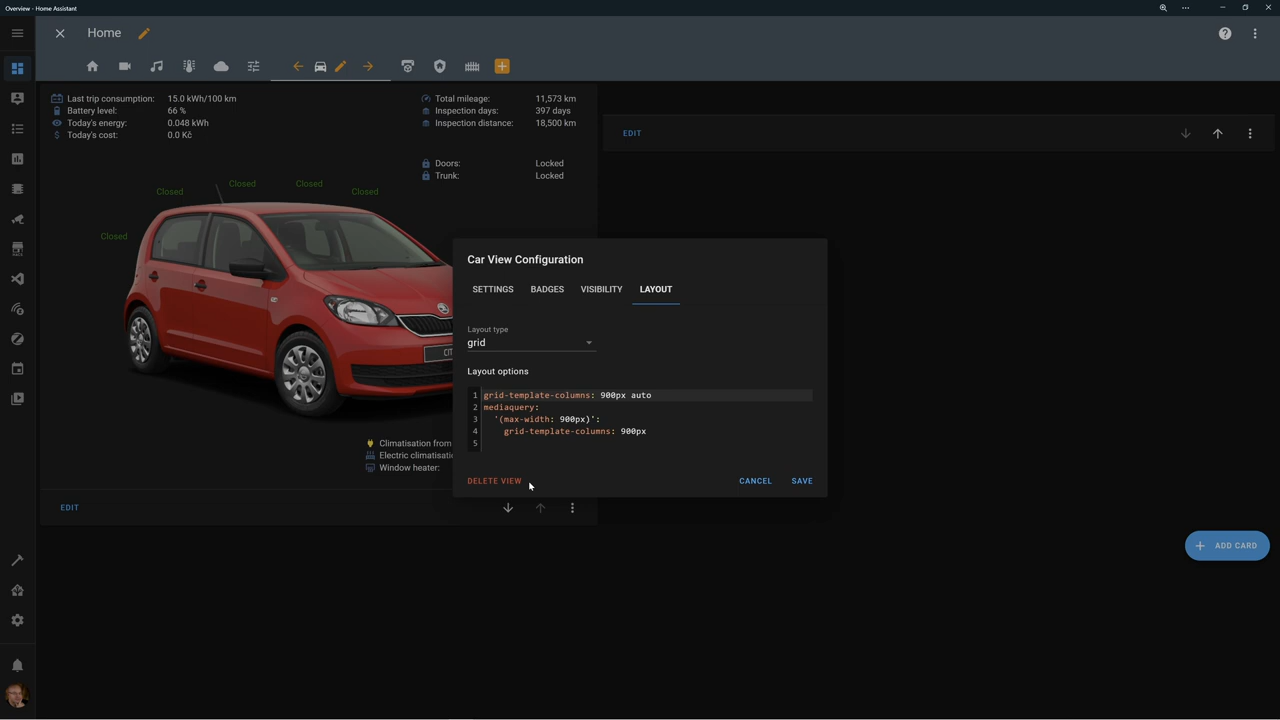 Overview - Home Assistant
Home
Last trip consumption: 15.0 kWh/100 km
Battery level: 66 %
Today's energy: 0.048 kWh
Today's cost: 0.0 Kč
Total mileage: 11,573 km
Inspection days: 397 days
Inspection distance: 18,500 km
Doors: Locked
Trunk: Locked
EDIT
Closed
Closed
Closed
Closed
Closed
Car View Configuration
SETTINGS BADGES VISIBILITY LAYOUT
Layout type
grid
Layout options
1 grid-template-columns: 900px auto
2 mediaquery:
3 '(max-width: 900px)':
4 grid-template-columns: 900px
5
DELETE VIEW CANCEL SAVE
Climatisation from
Electric climatisati
Window heater:
EDIT
ADD CARD